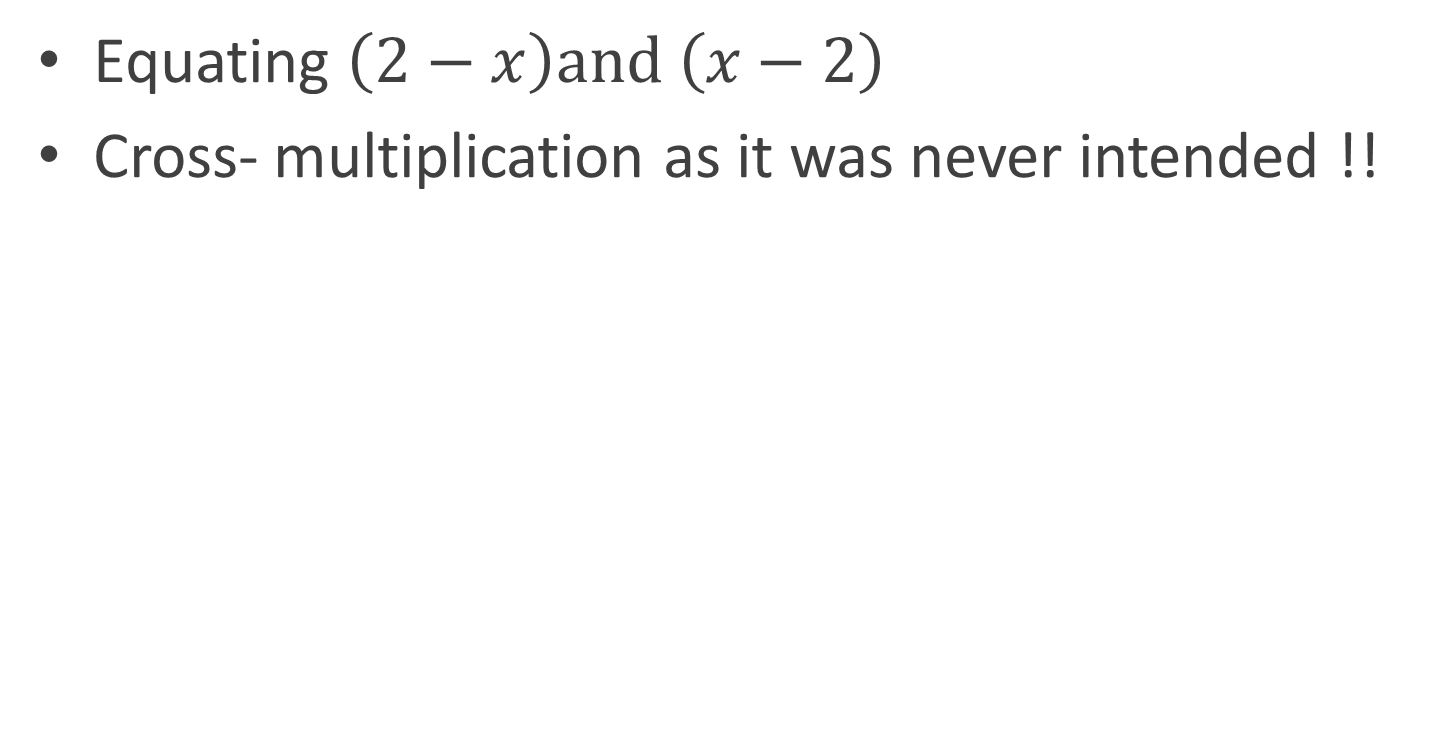 • Equating (2 − x)and (x − 2)
• Cross- multiplication as it was never intended !!